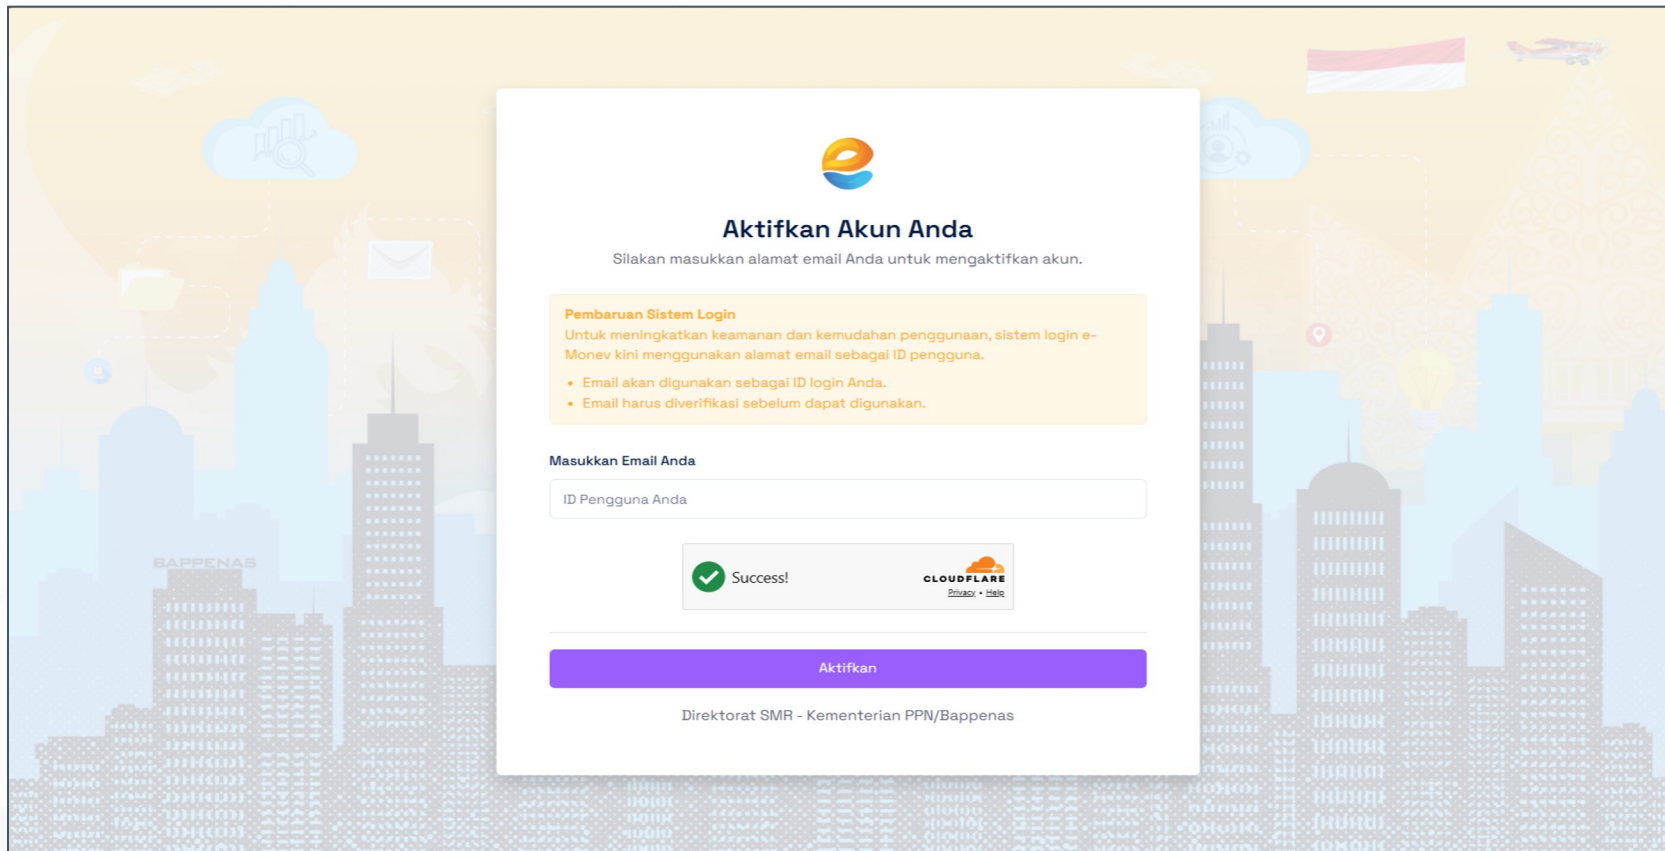 Aktifkan Akun Anda
Silakan masukkan alamat email Anda untuk mengaktifkan akun.
Pembaruan Sistem Login
Untuk meningkatkan keamanan dan kemudahan penggunaan, sistem login e-
Monev kini menggunakan alamat email sebagai ID pengguna.
• Email akan digunakan sebagai ID login Anda.
• Email harus diverifikasi sebelum dapat digunakan.
Masukkan Email Anda
ID Pengguna Anda
BAPPENAS
Success!
CLOUDFLARE
Privacy • Help
Aktifkan
Direktorat SMR - Kementerian PPN/Bappenas